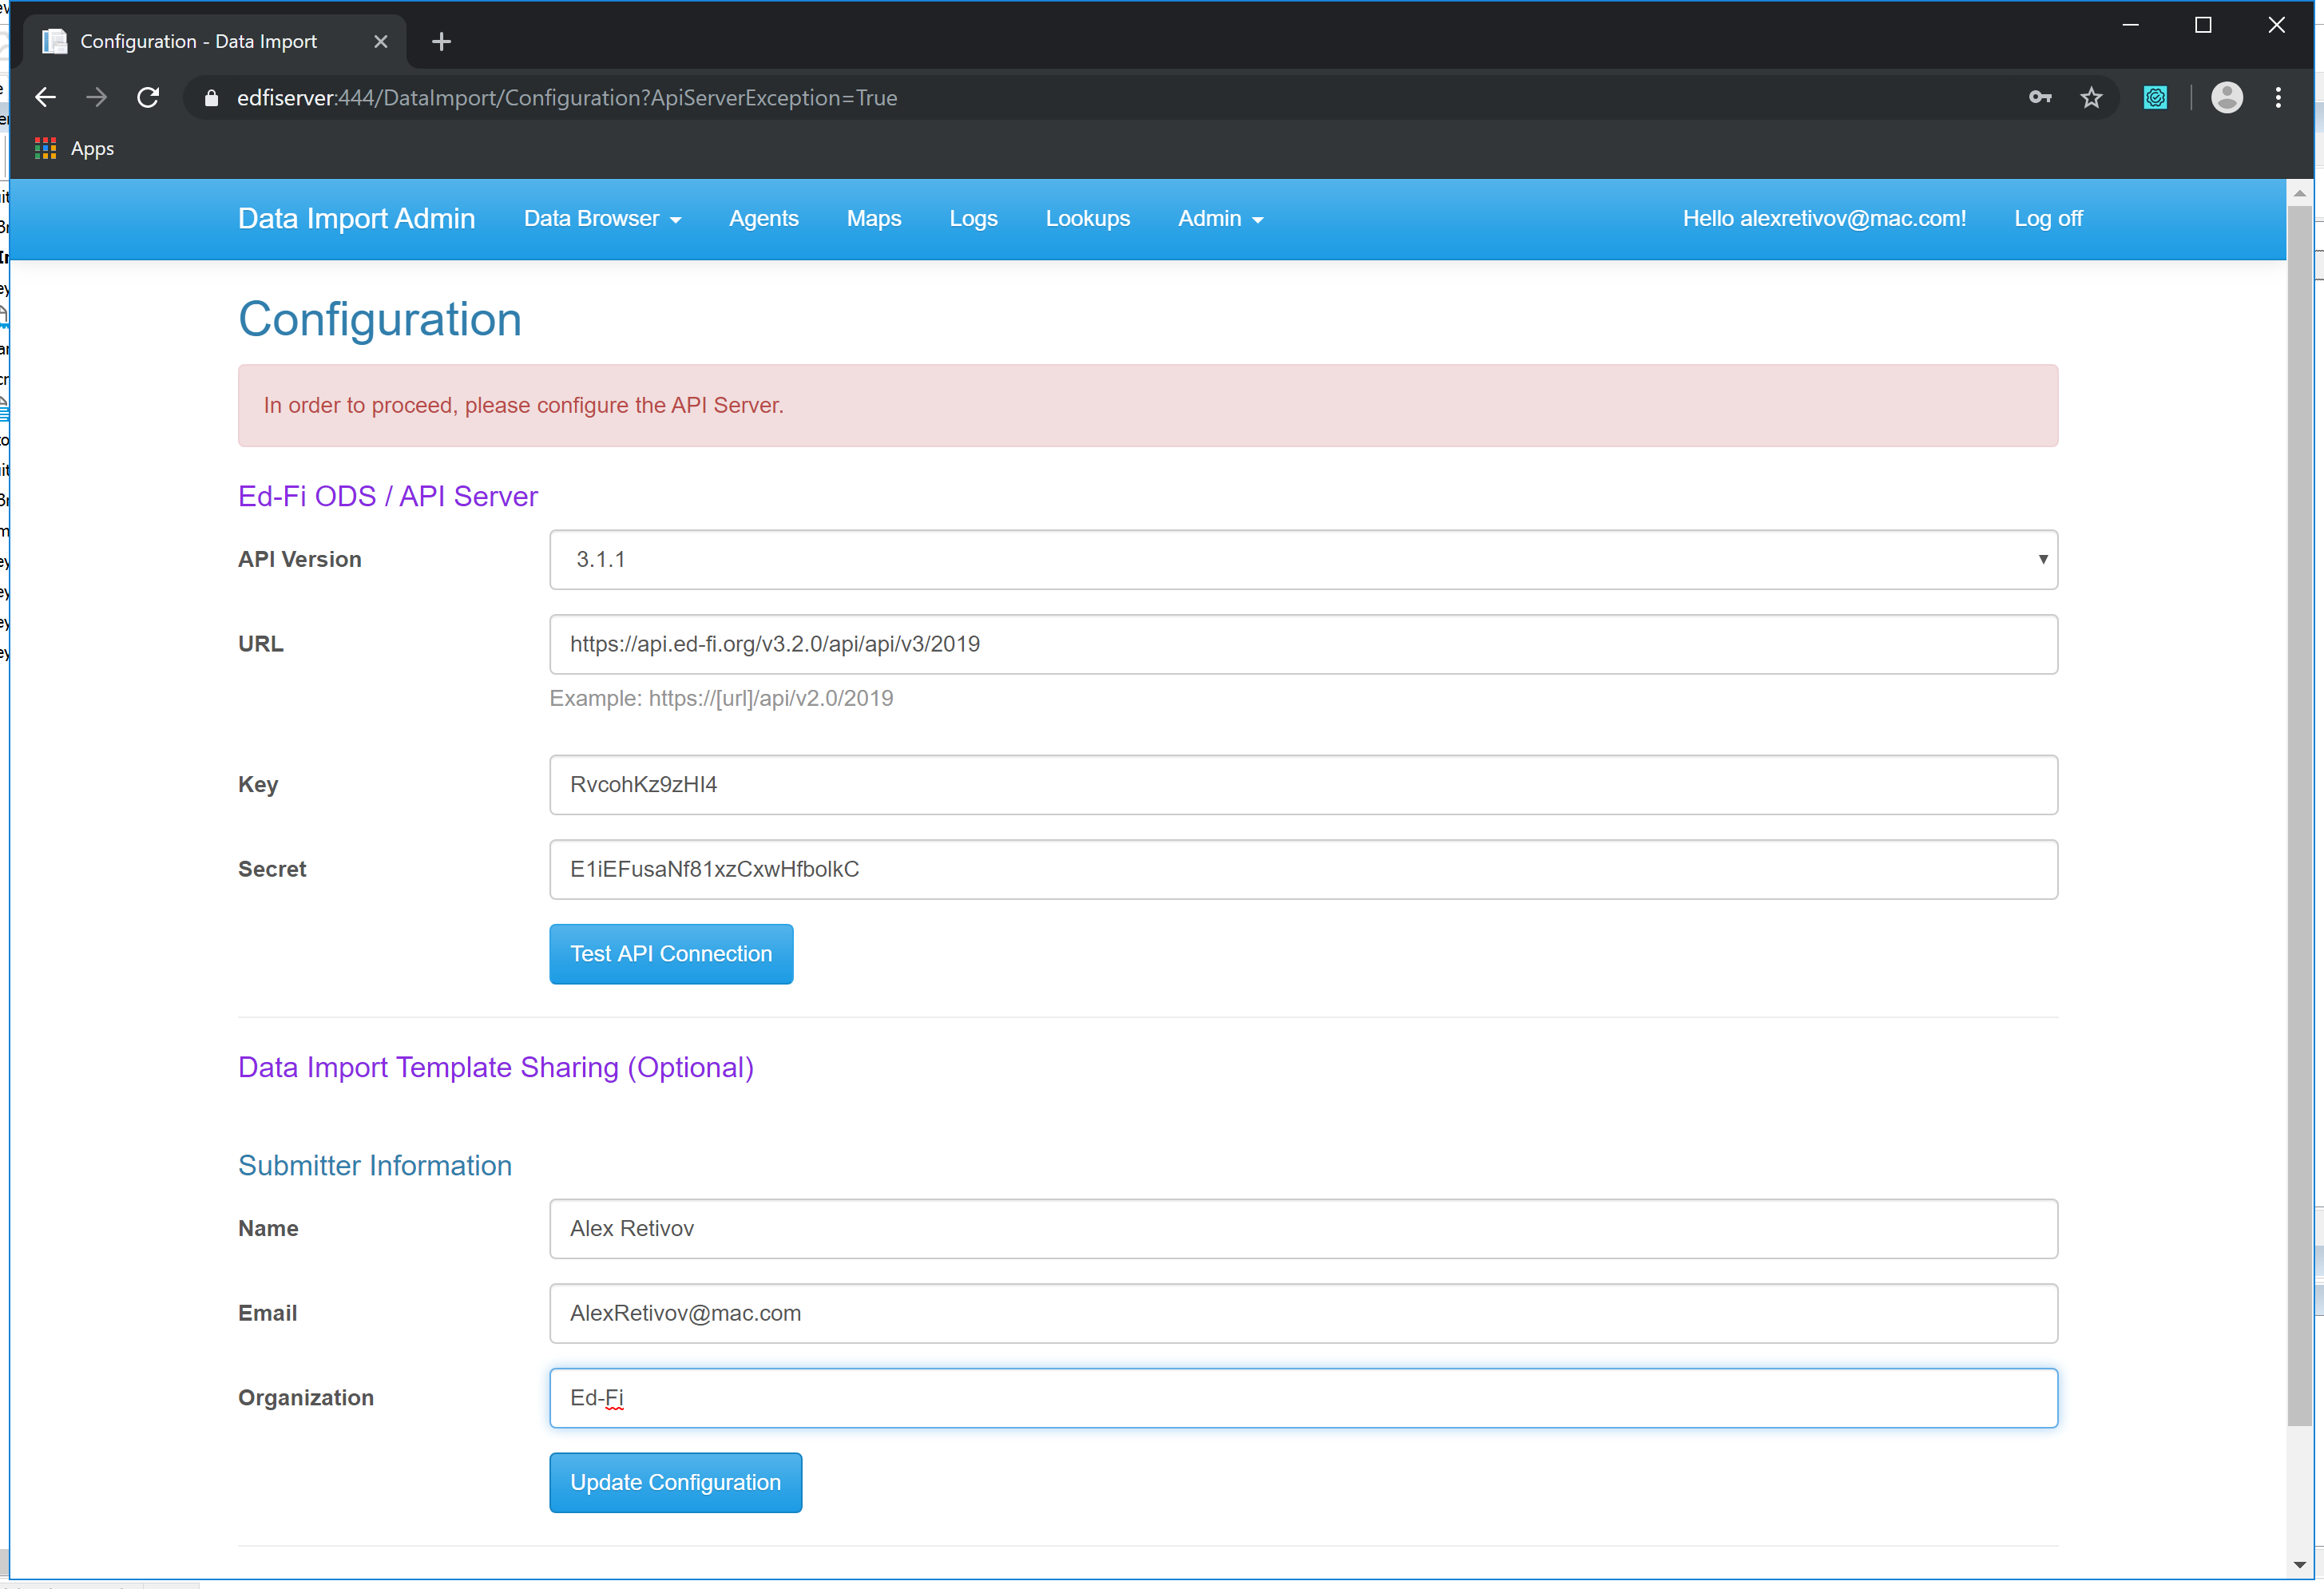 Configuration - Data Import
edfiserver:444/DataImport/Configuration?ApiServerException=True
Apps
Data Import Admin Data Browser Agents Maps Logs Lookups Admin Hello alexretivov@mac.com! Log off
Configuration
In order to proceed, please configure the API Server.
Ed-Fi ODS / API Server
API Version 3.1.1
URL https://api.ed-fi.org/v3.2.0/api/api/v3/2019
Example: https://[url]/api/v2.0/2019
Key RvcohKz9zHI4
Secret E1iEFusaNf81xzCxwHfbolkC
Test API Connection
Data Import Template Sharing (Optional)
Submitter Information
Name Alex Retivov
Email AlexRetivov@mac.com
Organization Ed-Fi
Update Configuration